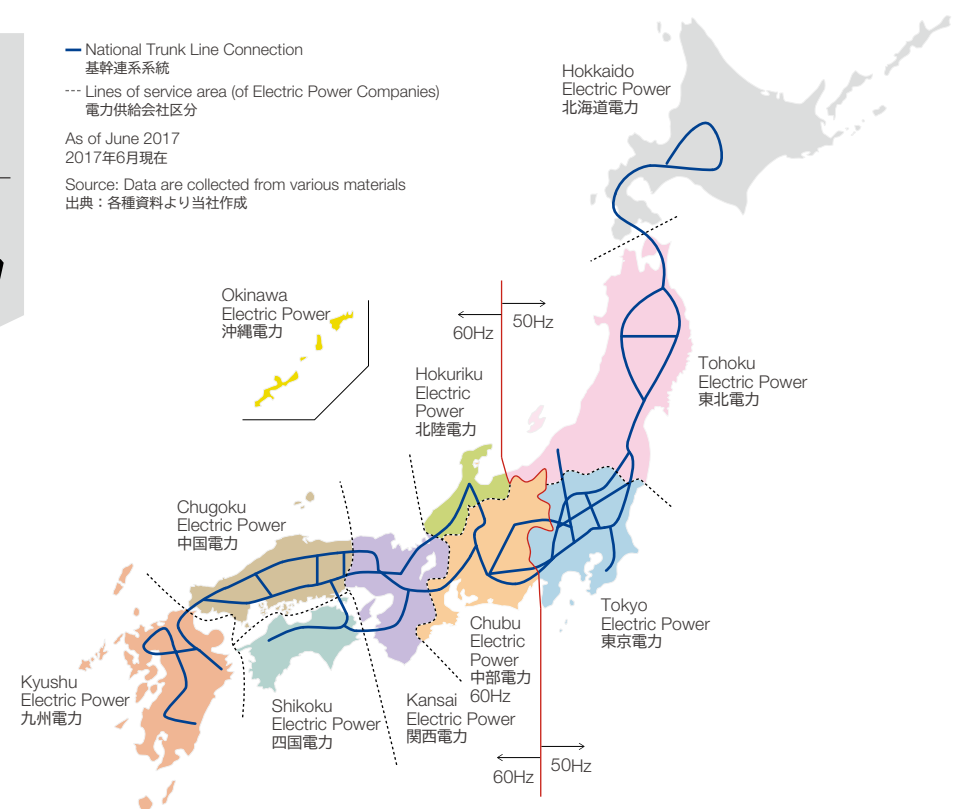 National Trunk Line Connection
基幹連系系統
Lines of service area (of Electric Power Companies)
電力供給会社区分
As of June 2017
2017年6月現在
Source: Data are collected from various materials
出典：各種資料より当社作成
Hokkaido
Electric Power
北海道電力
Okinawa
Electric Power
沖縄電力
60Hz
50Hz
Hokuriku
Electric
Power
北陸電力
Tohoku
Electric Power
東北電力
Chugoku
Electric Power
中国電力
Tokyo
Electric Power
東京電力
Chubu
Electric
Power
中部電力
60Hz
Kansai
Electric Power
関西電力
Shikoku
Electric Power
四国電力
Kyushu
Electric Power
九州電力
60Hz
50Hz